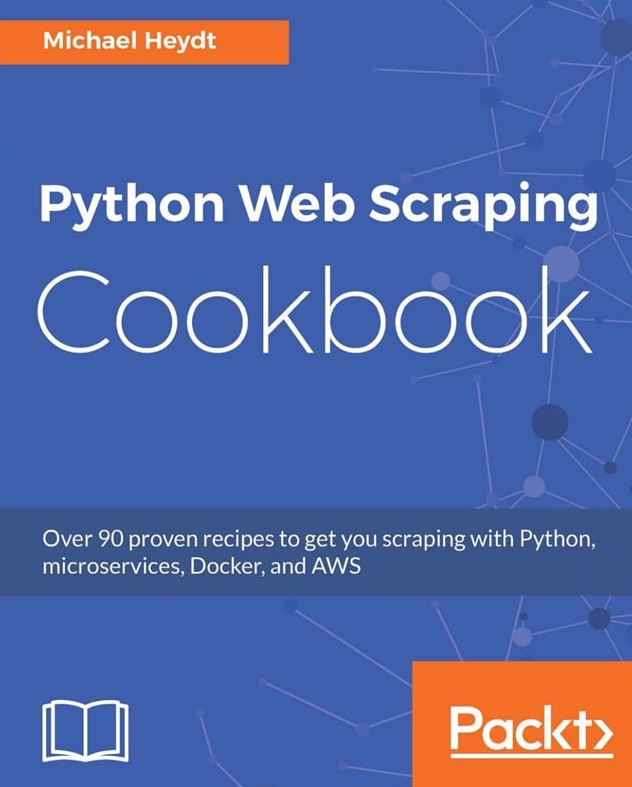 Michael Heydt
Python Web Scraping
Cookbook
Over 90 proven recipes to get you scraping with Python,
microservices, Docker, and AWS
Packt>